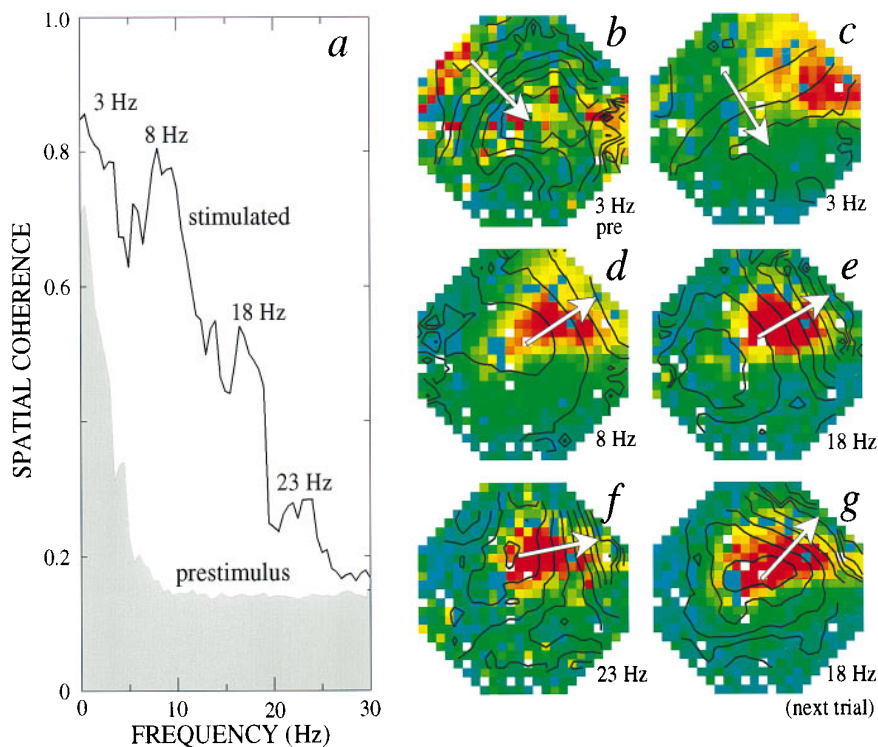 a
1.0
0.8
0.6
0.4
0.2
0
SPATIAL COHERENCE
3 Hz
8 Hz
stimulated
18 Hz
23 Hz
prestimulus
0
10
20
30
FREQUENCY (Hz)
b
3 Hz
pre
c
3 Hz
d
8 Hz
e
18 Hz
f
23 Hz
g
18 Hz
(next trial)